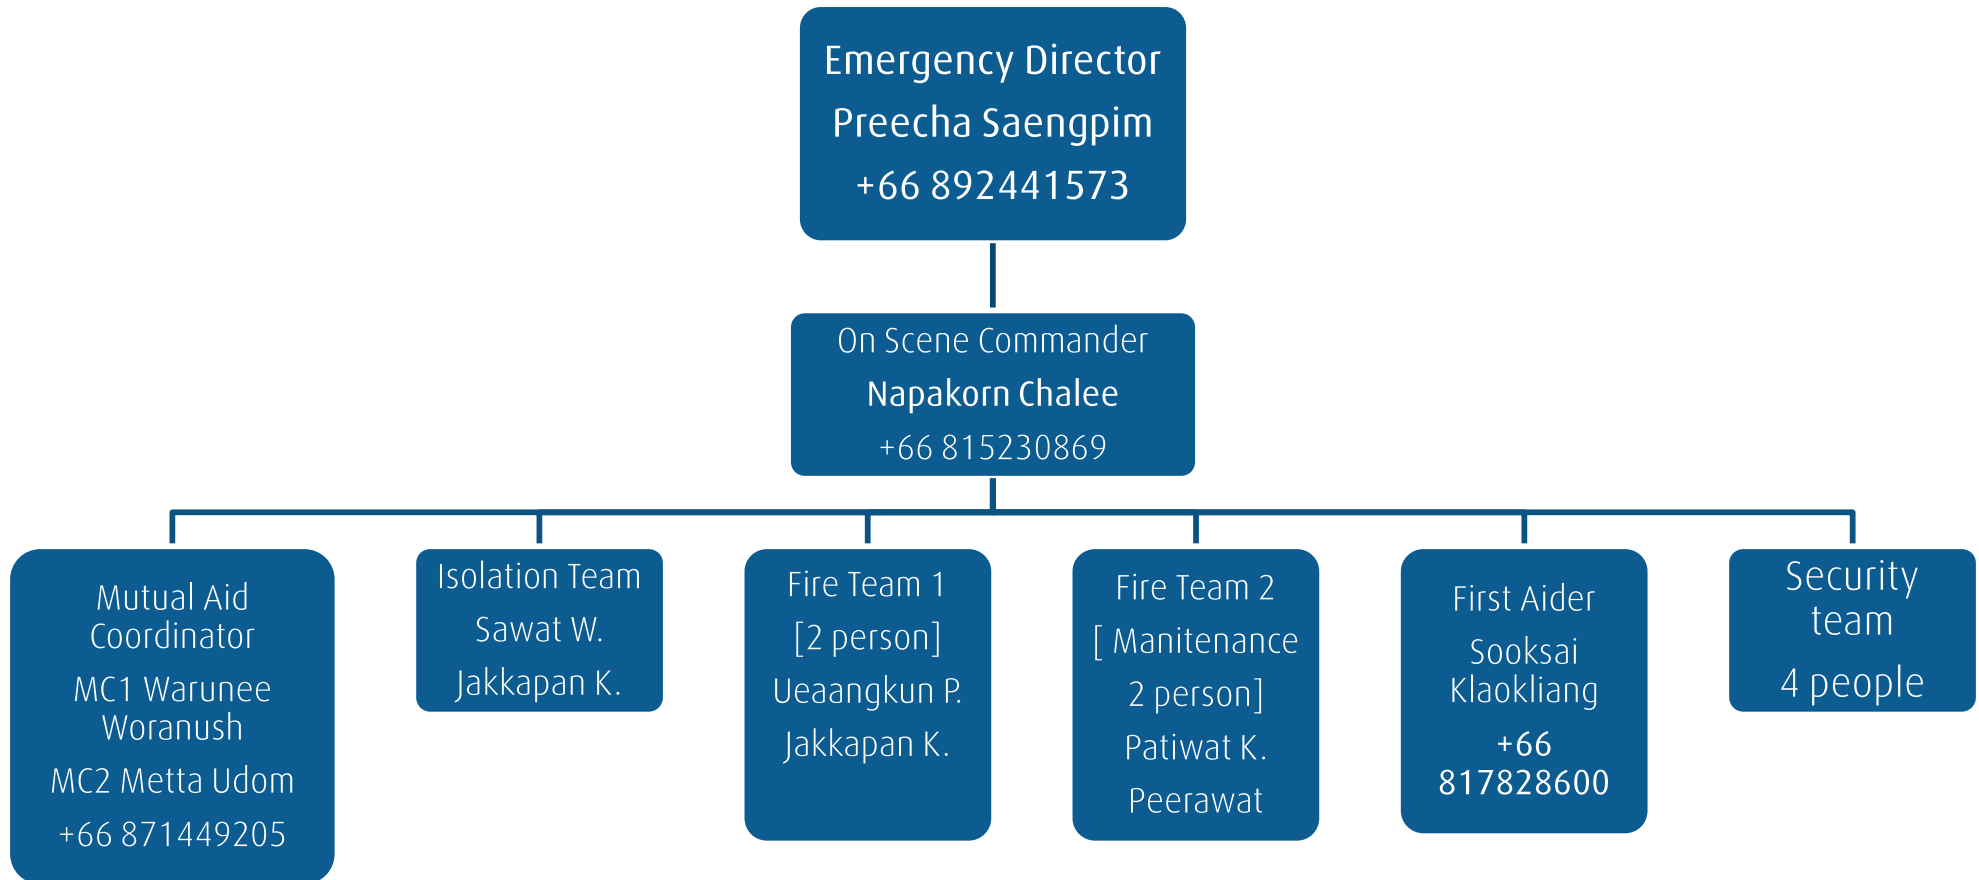 Emergency Director
Preecha Saengpim
+66 892441573
On Scene Commander
Napakorn Chalee
+66 815230869
Mutual Aid
Coordinator
MC1 Warunee
Woranush
MC2 Metta Udom
+66 871449205
Isolation Team
Sawat W.
Jakkapan K.
Fire Team 1
[2 person]
Ueaangkun P.
Jakkapan K.
Fire Team 2
[ Manitenance
2 person]
Patiwat K.
Peerawat
First Aider
Sooksai
Klaokliang
+66
817828600
Security
team
4 people